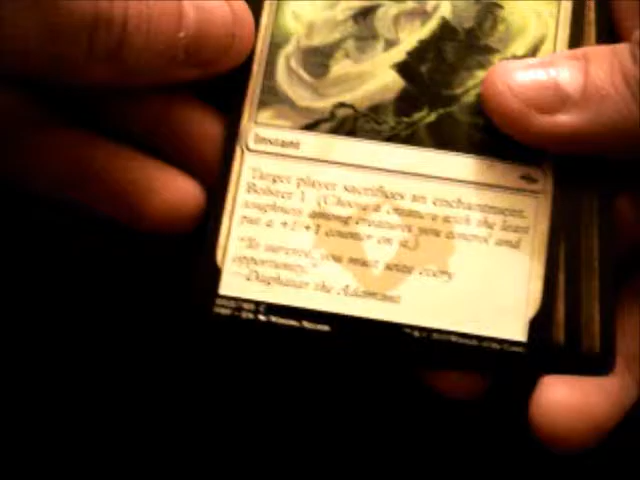 Instant
Target player sacrifices an enchantment.
Bolster 1. (Choose a creature with the least
toughness among creatures you control and
put a +1/+1 counter on it.)
"To survive, you must seize every
opportunity."
—Daghatar the Adamant